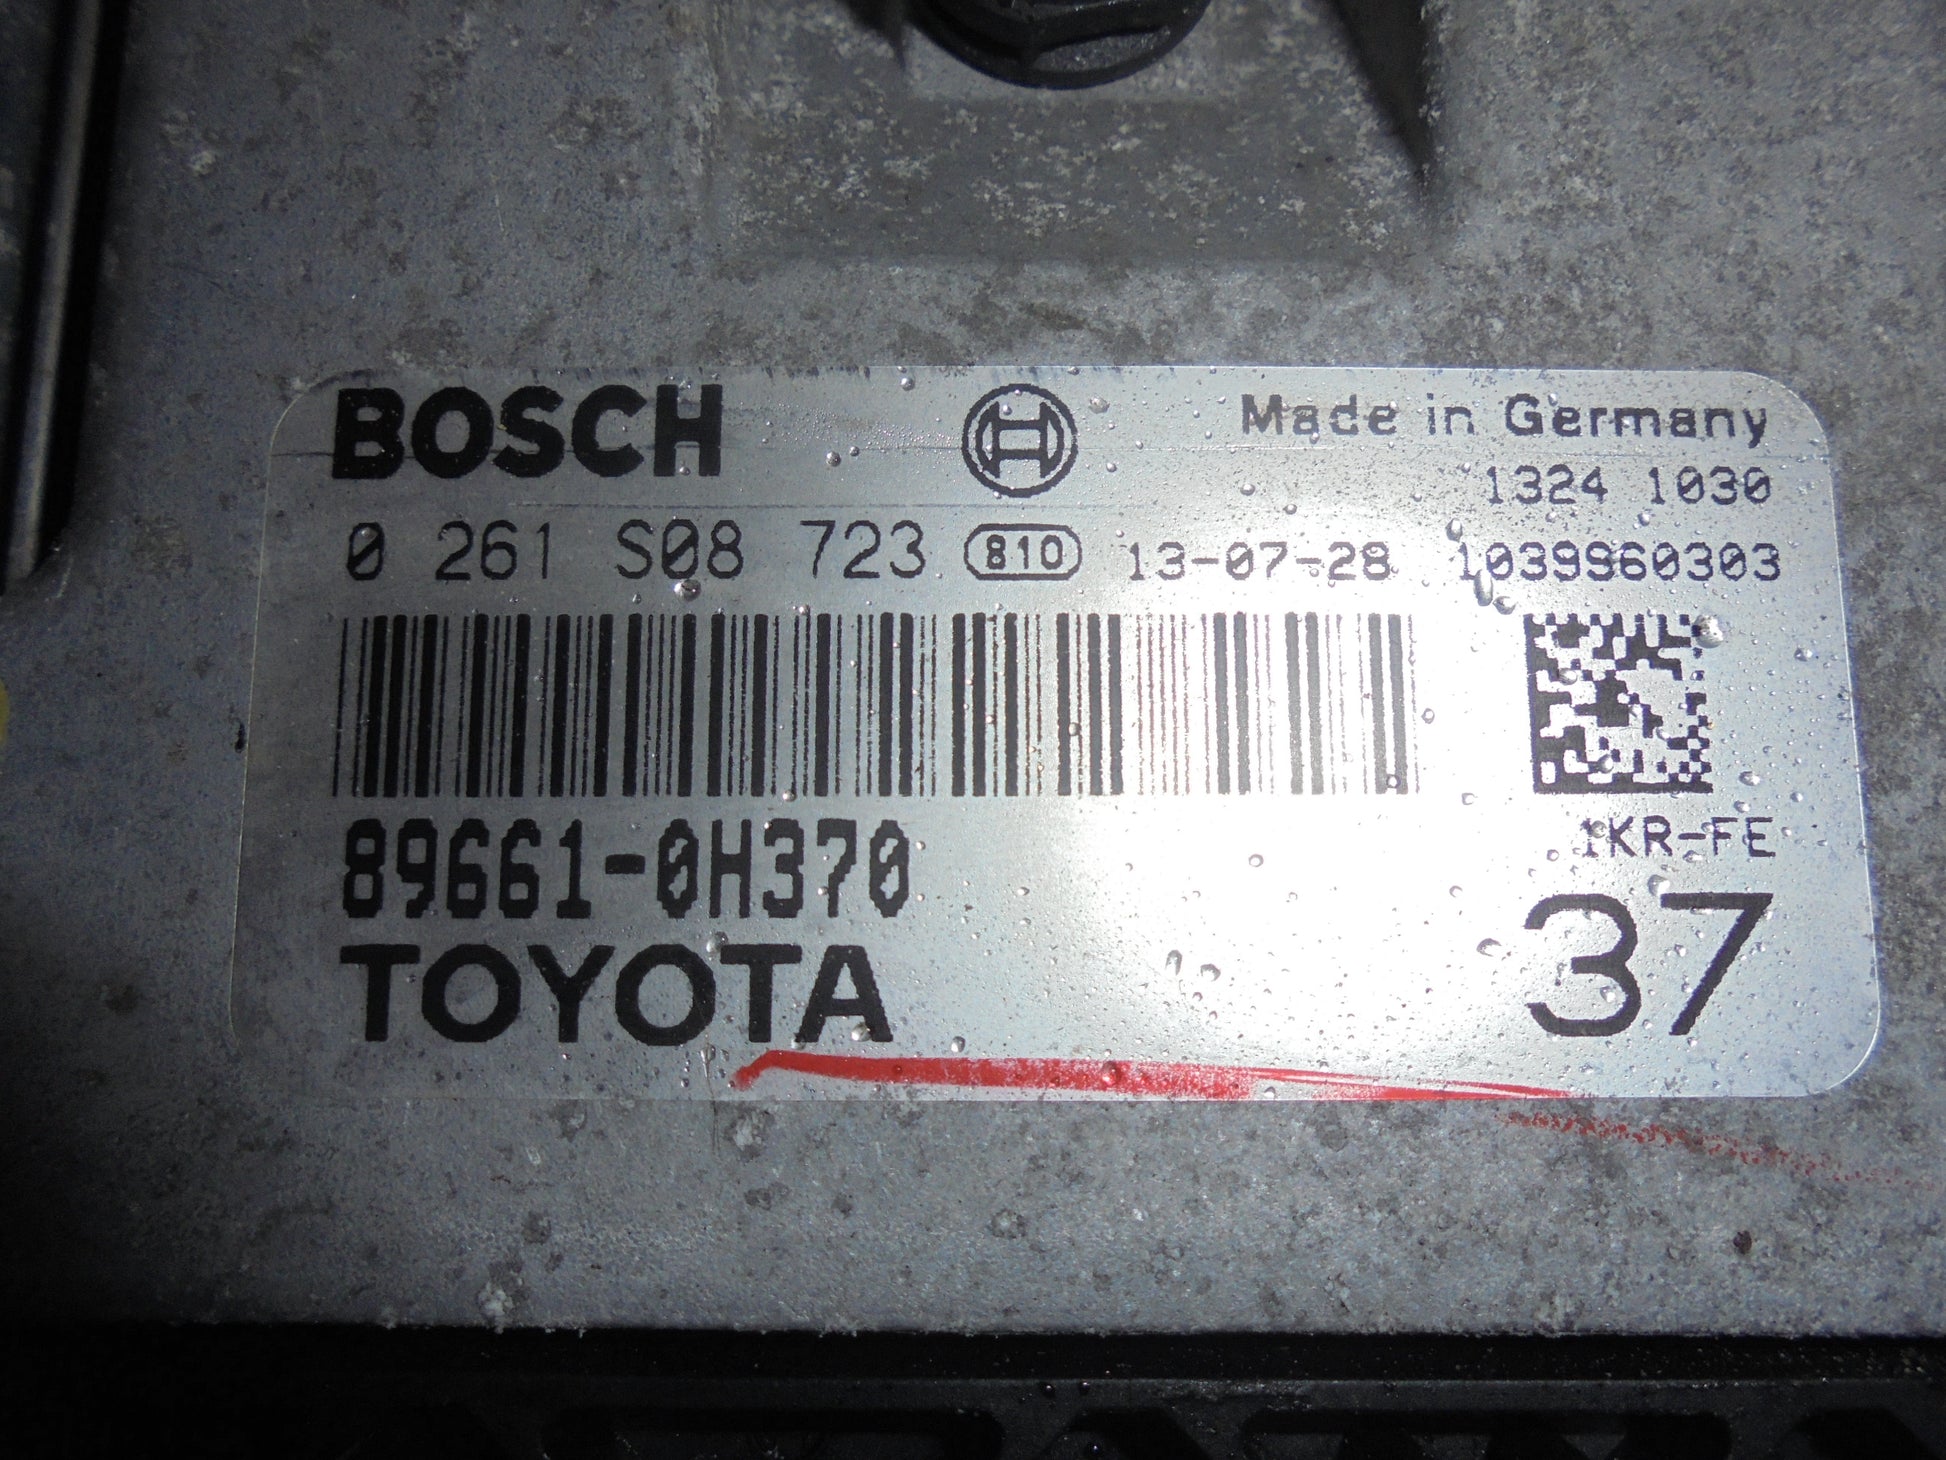 BOSCH
Made in Germany
1324 1030
0 261 S08 723 810 13-07-28 1039S60303
89661-0H370
1KR-FE
TOYOTA
37